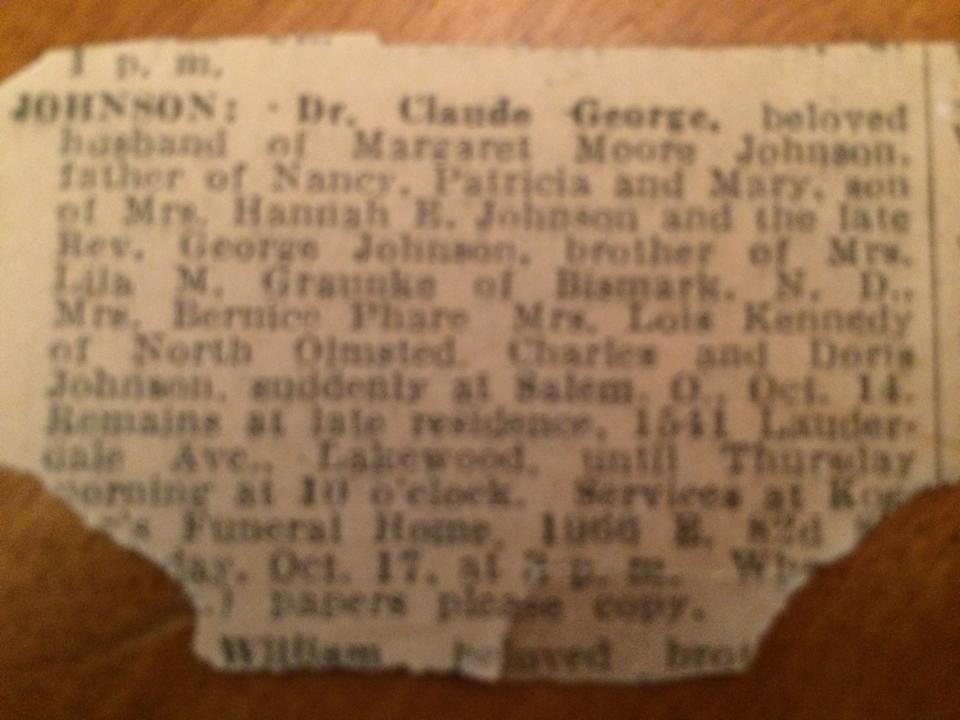 1 p. m.
JOHNSON: Dr. Claude George, beloved
husband of Margaret Moore Johnson,
father of Nancy, Patricia and Mary, son
of Mrs. Hannah E. Johnson and the late
Rev. George Johnson, brother of Mrs.
Lila M. Graunke of Bismark, N. D.,
Mrs. Bernice Phare Mrs. Lois Kennedy
of North Olmsted, Charles and Doris
Johnson, suddenly at Salem, O., Oct. 14.
Remains at late residence, 1541 Lauder-
dale Ave., Lakewood, until Thursday
morning at 10 o'clock. Services at
's Funeral Home, 1966 E. 82d
Oct. 17, at 3 p. m.
.) papers please copy.
William beloved